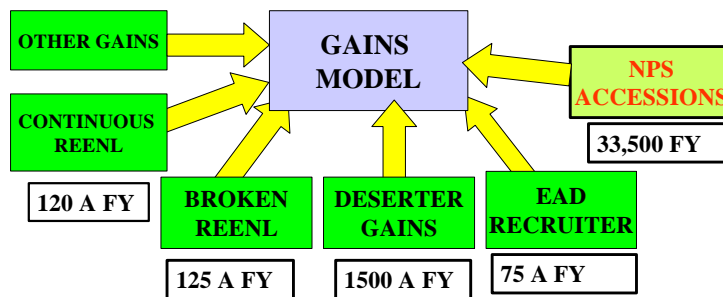 OTHER GAINS
GAINS
MODEL
NPS
ACCESSIONS
33,500 FY
CONTINUOUS
REENL
120 A FY
BROKEN
REENL
125 A FY
DESERTER
GAINS
1500 A FY
EAD
RECRUITER
75 A FY